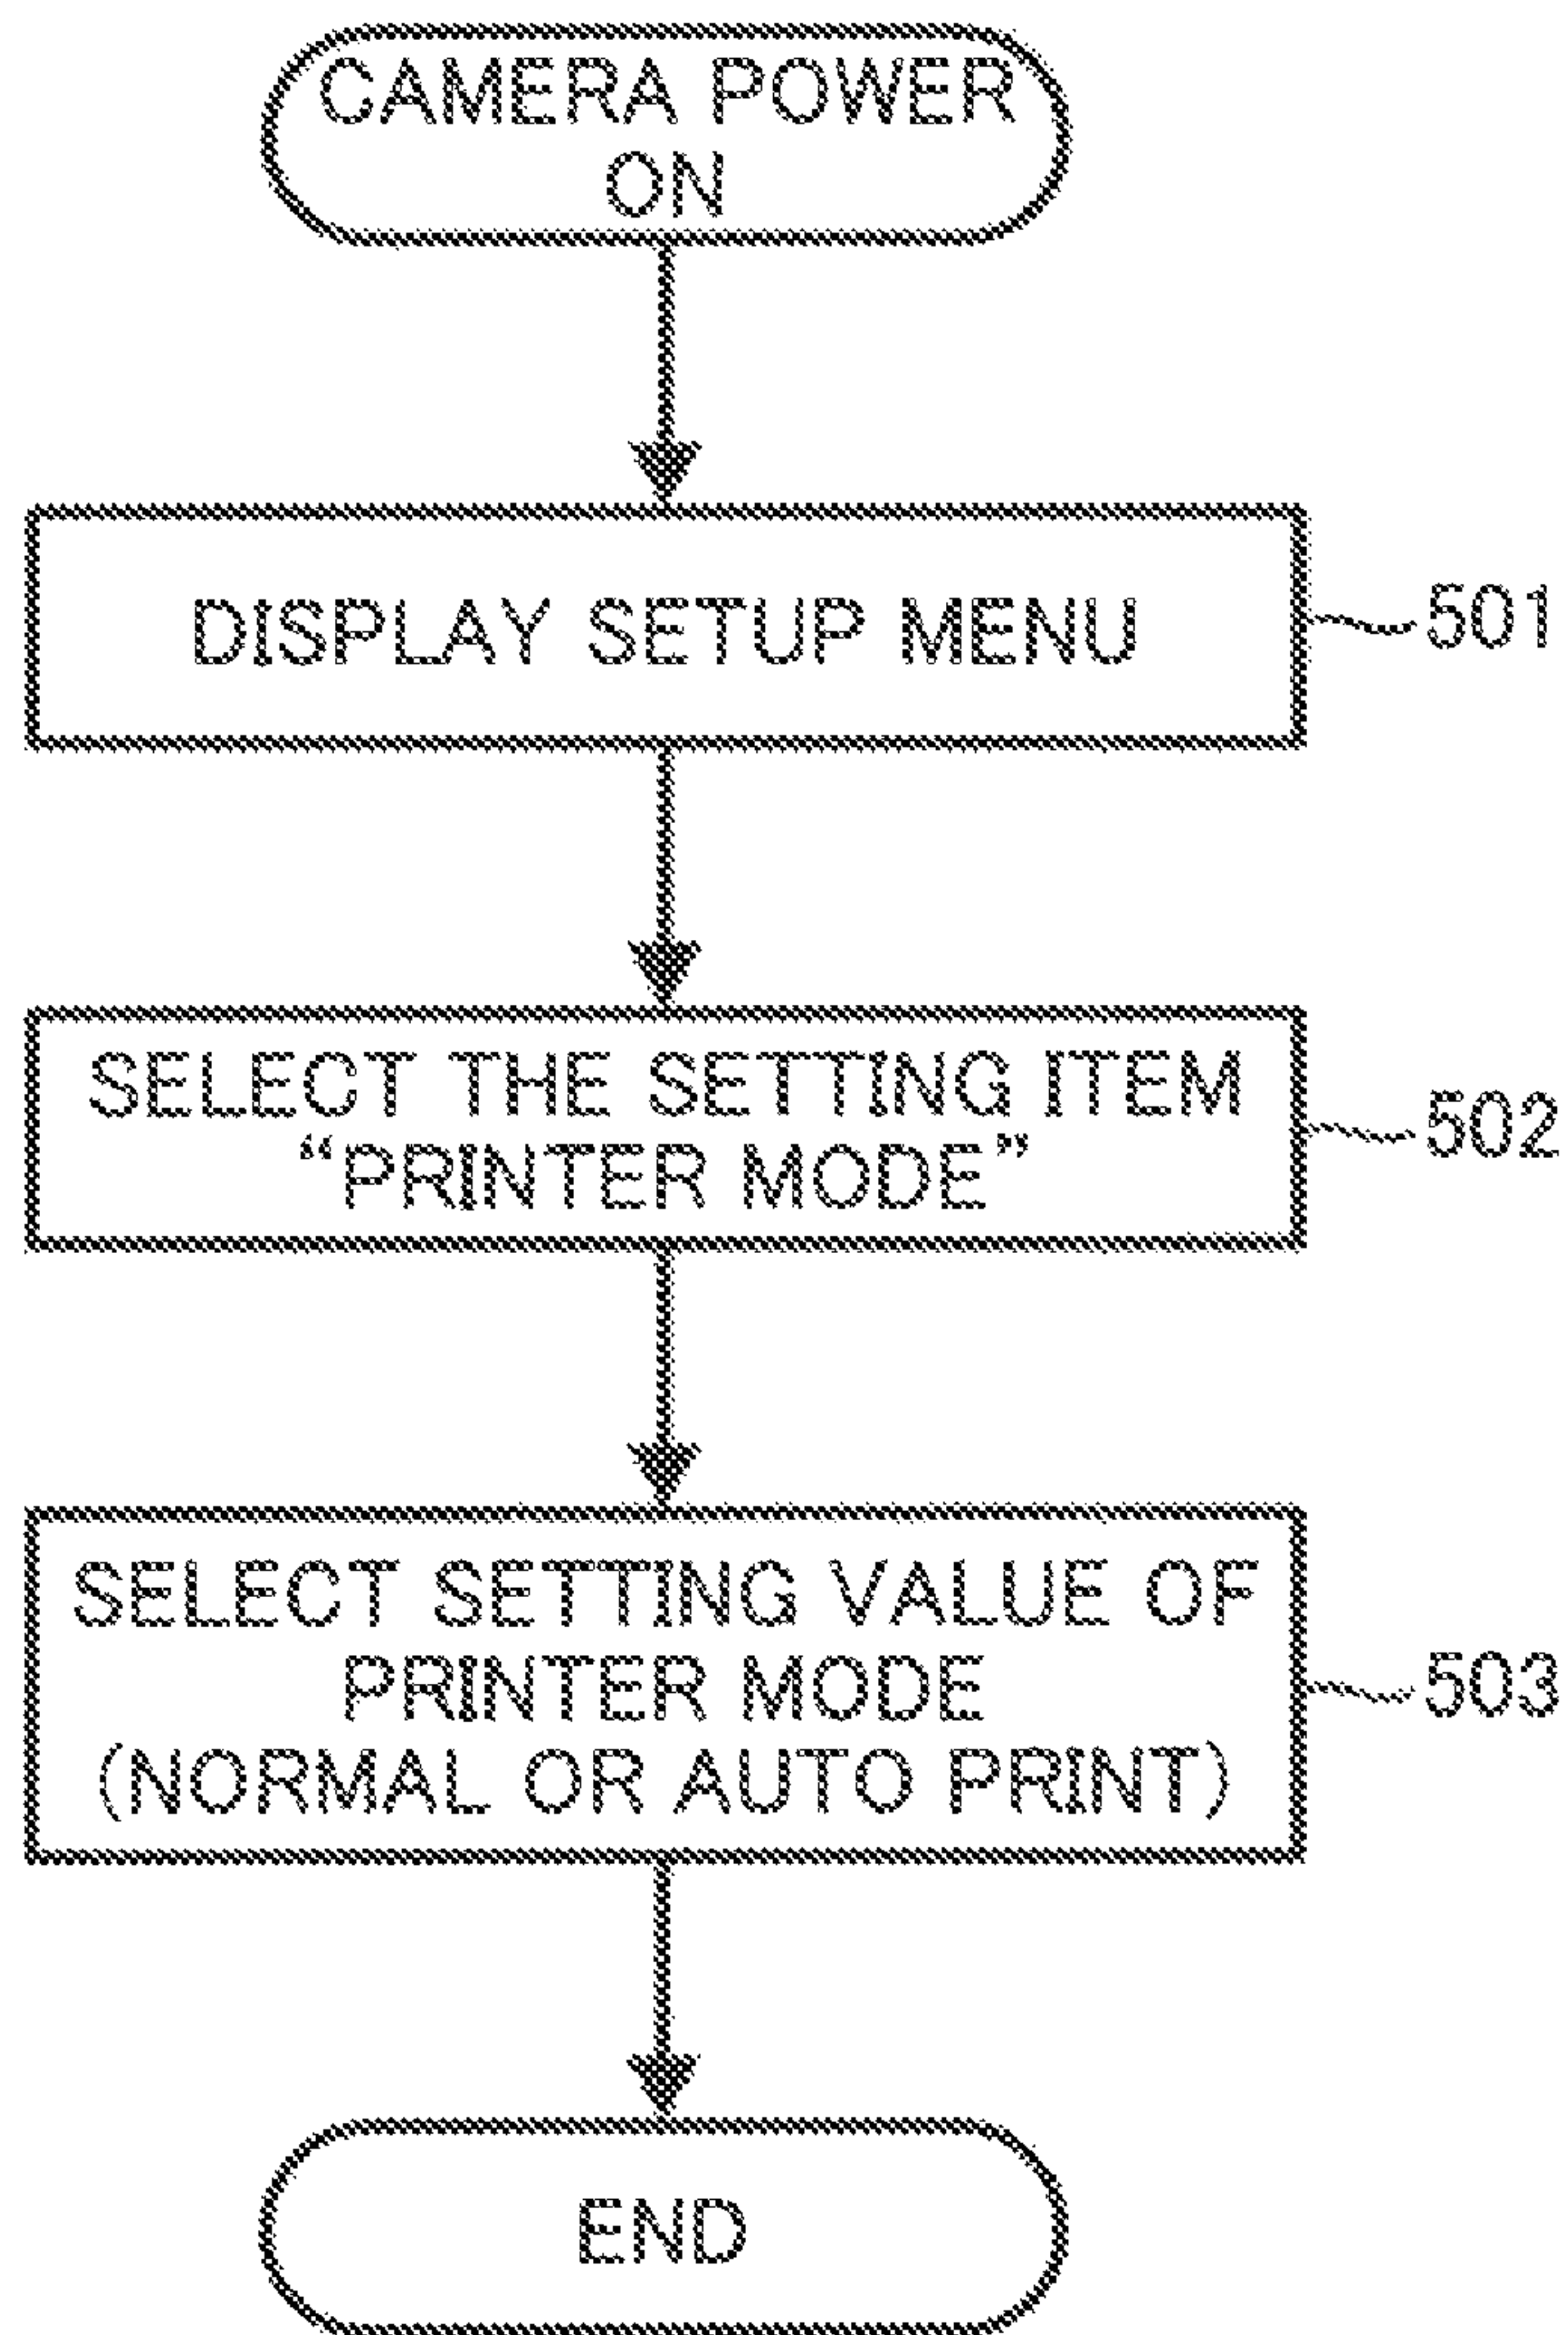 CAMERA POWER
ON
DISPLAY SETUP MENU
501
SELECT THE SETTING ITEM
“PRINTER MODE”
502
SELECT SETTING VALUE OF
PRINTER MODE
(NORMAL OR AUTO PRINT)
503
END